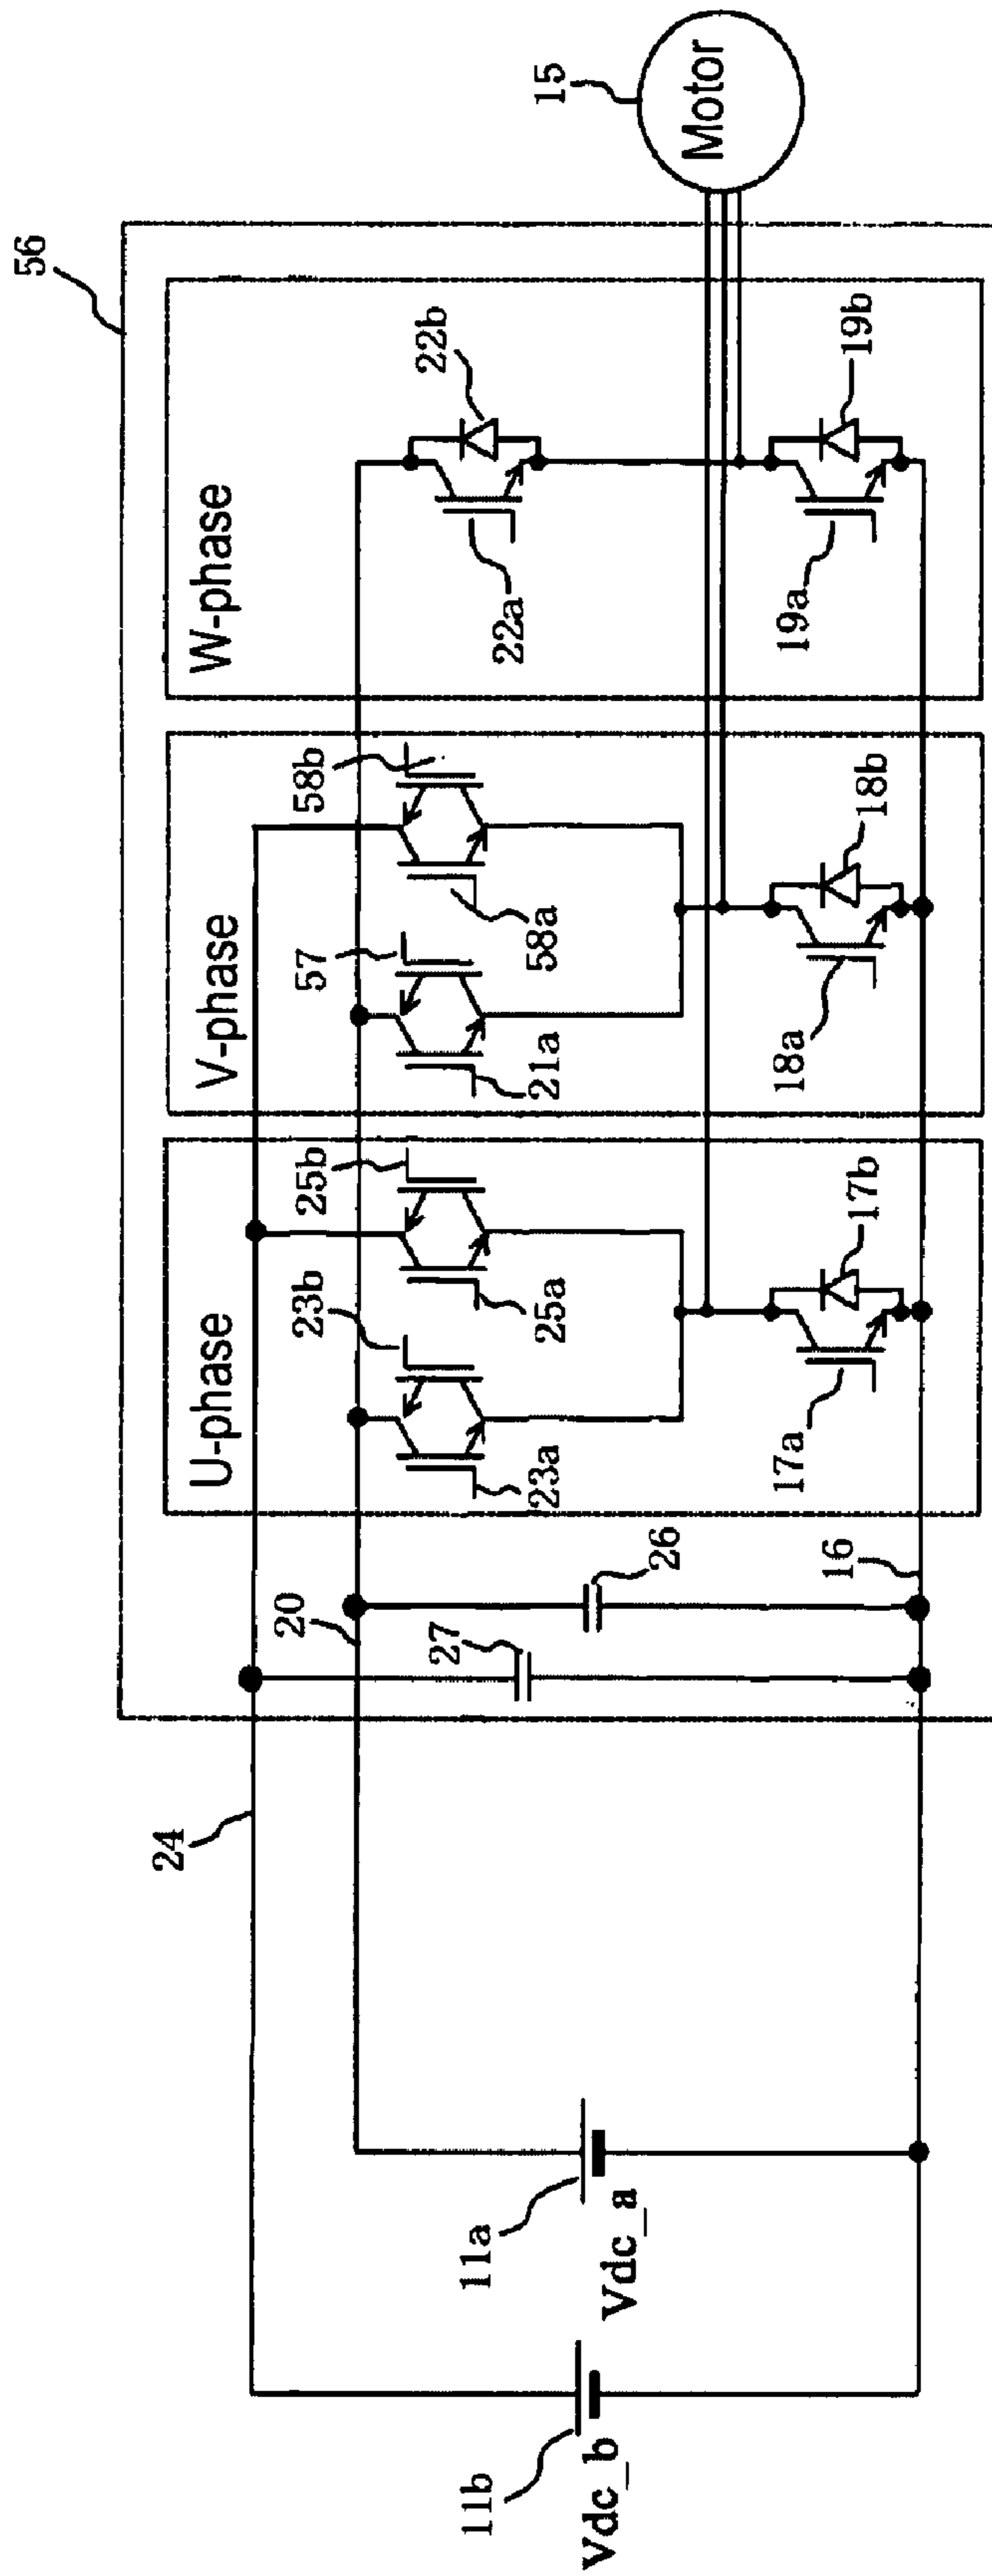 56
15
Motor
U-phase
V-phase
W-phase
24
20
27
26
16
23b
25b
23a
25a
57
58b
21a
58a
22b
22a
17a
17b
18a
18b
19a
19b
11a
Vdc_a
11b
Vdc_b